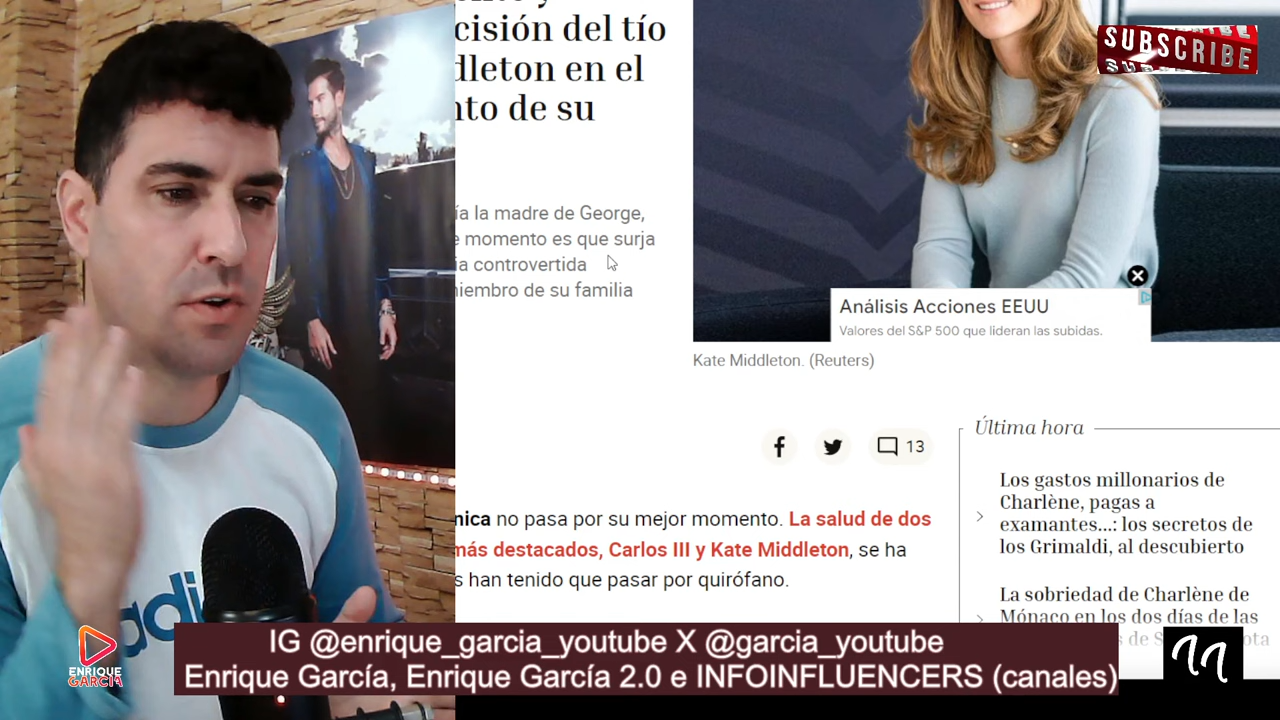 cisión del tío
dleton en el
nto de su
ía la madre de George,
e momento es que surja
ia controvertida
miembro de su familia
SUBSCRIBE
Análisis Acciones EEUU
Valores del S&P 500 que lideran las subidas.
Kate Middleton. (Reuters)
13
nica no pasa por su mejor momento. La salud de dos
más destacados, Carlos III y Kate Middleton, se ha
s han tenido que pasar por quirófano.
Última hora
Los gastos millonarios de
Charlène, pagas a
examantes...: los secretos de
los Grimaldi, al descubierto
La sobriedad de Charlène de
Mónaco en los dos días de las
adi
ENRIQUE
GARCÍA
IG @enrique_garcia_youtube X @garcia_youtube
Enrique García, Enrique García 2.0 e INFOINFLUENCERS (canales)